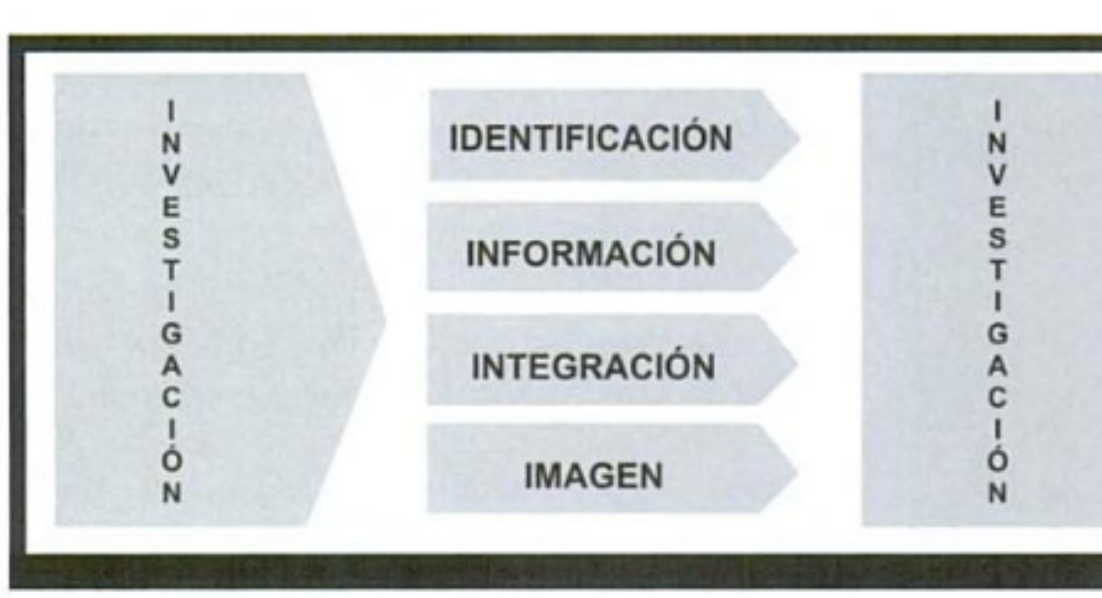 INVESTIGACIÓN
IDENTIFICACIÓN
INFORMACIÓN
INTEGRACIÓN
IMAGEN
INVESTIGACIÓN